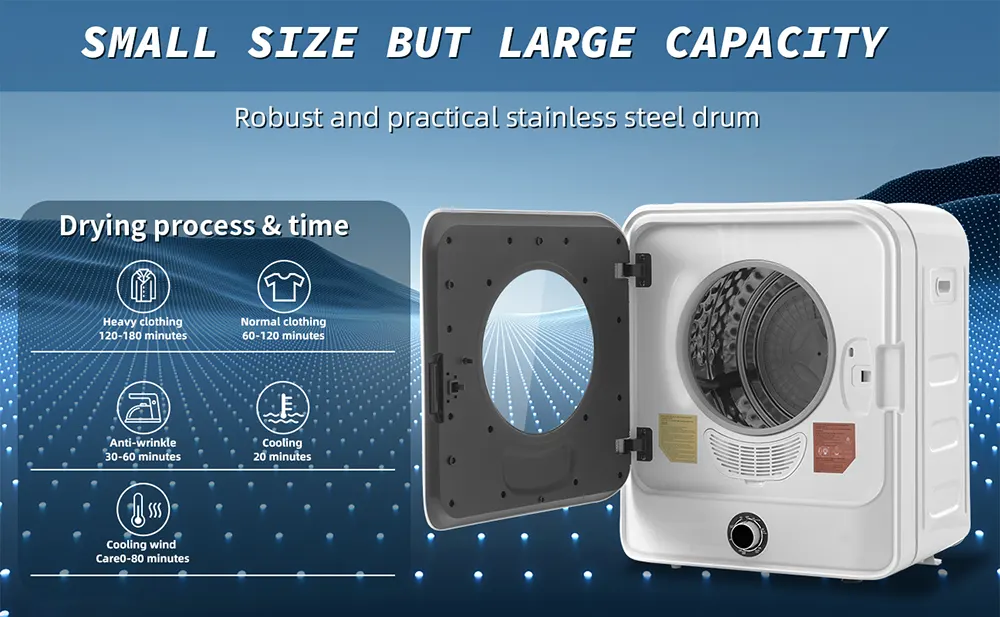 SMALL SIZE BUT LARGE CAPACITY
Robust and practical stainless steel drum
Drying process & time
Heavy clothing
120-180 minutes
Normal clothing
60-120 minutes
Anti-wrinkle
30-60 minutes
Cooling
20 minutes
Cooling wind
Care0-80 minutes